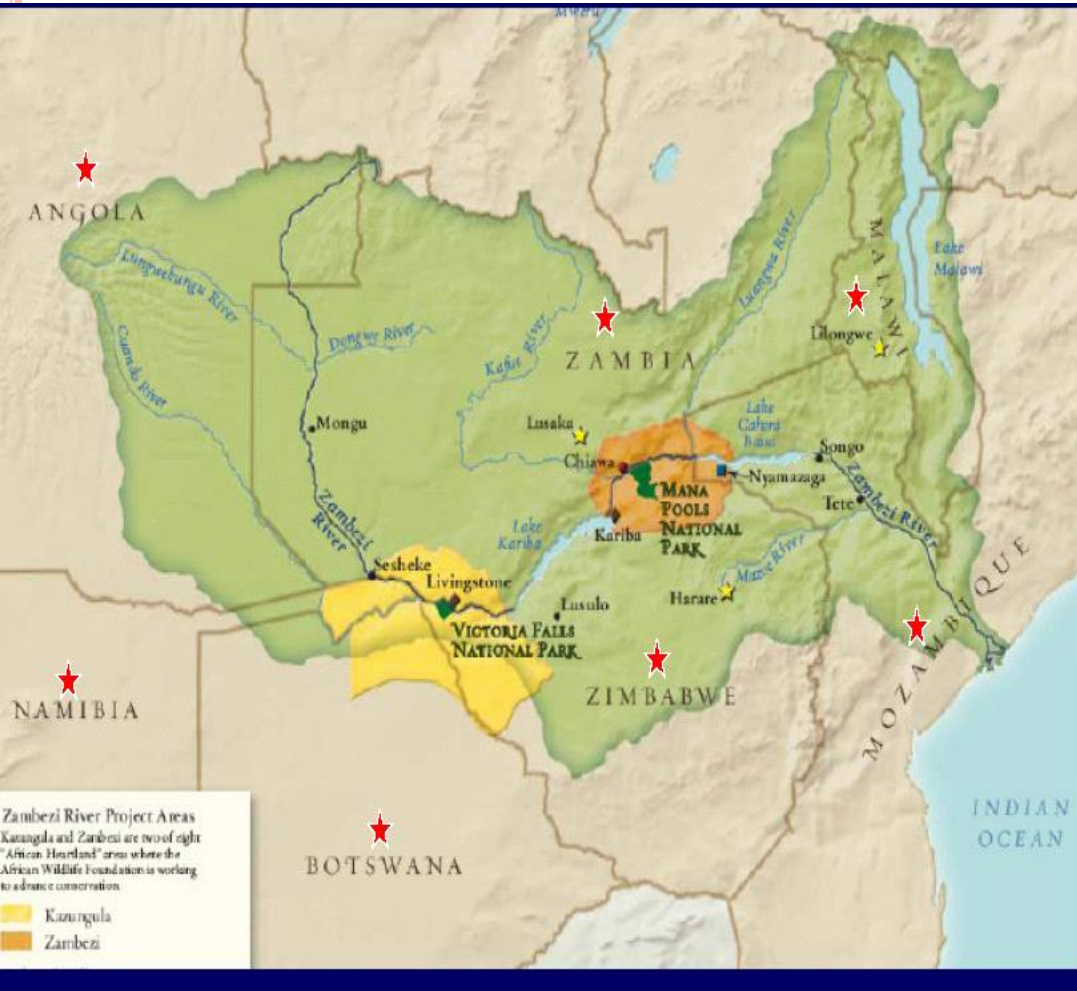 Mweru
ANGOLA
Lungwebungu River
Dongwe River
Cuando River
Kafue River
Luangwa River
MALAWI
Lake
Malawi
ZAMBIA
Lilongwe
Mongu
Lusaka
Lake
Cahora
Bassa
Songo
Chiawa
Nyamazaga
MANA
POOLS
NATIONAL
PARK
Tete
Zambezi River
Zambezi
River
Lake
Kariba
Kariba
Mazoe River
Sesheke
Livingstone
Harare
Lusulo
VICTORIA FALLS
NATIONAL PARK
MOZAMBIQUE
NAMIBIA
ZIMBABWE
BOTSWANA
INDIAN
OCEAN
Zambezi River Project Areas
Kazungula and Zambezi are two of eight
"African Heartland" areas where the
African Wildlife Foundation is working
to advance conservation
Kazungula
Zambezi